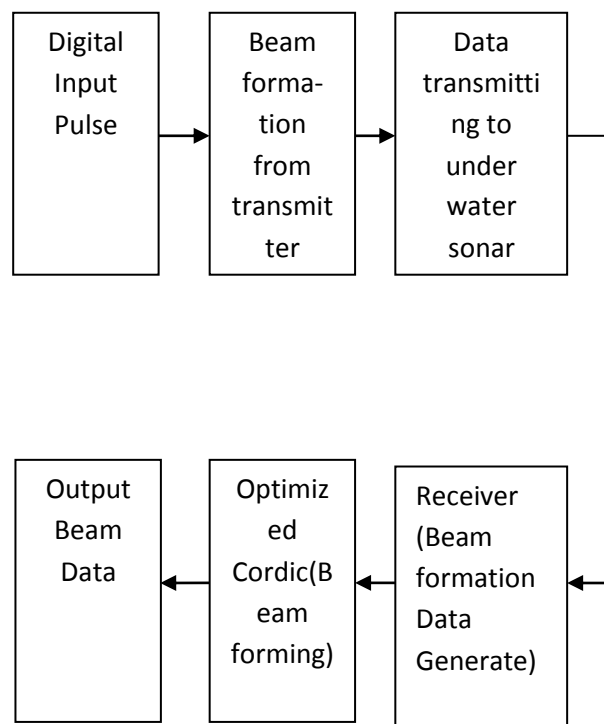 Digital
Input
Pulse
Beam
forma-
tion
from
transmit
ter
Data
transmitti
ng to
under
water
sonar
Output
Beam
Data
Optimiz
ed
Cordic(B
eam
forming)
Receiver
(Beam
formation
Data
Generate)